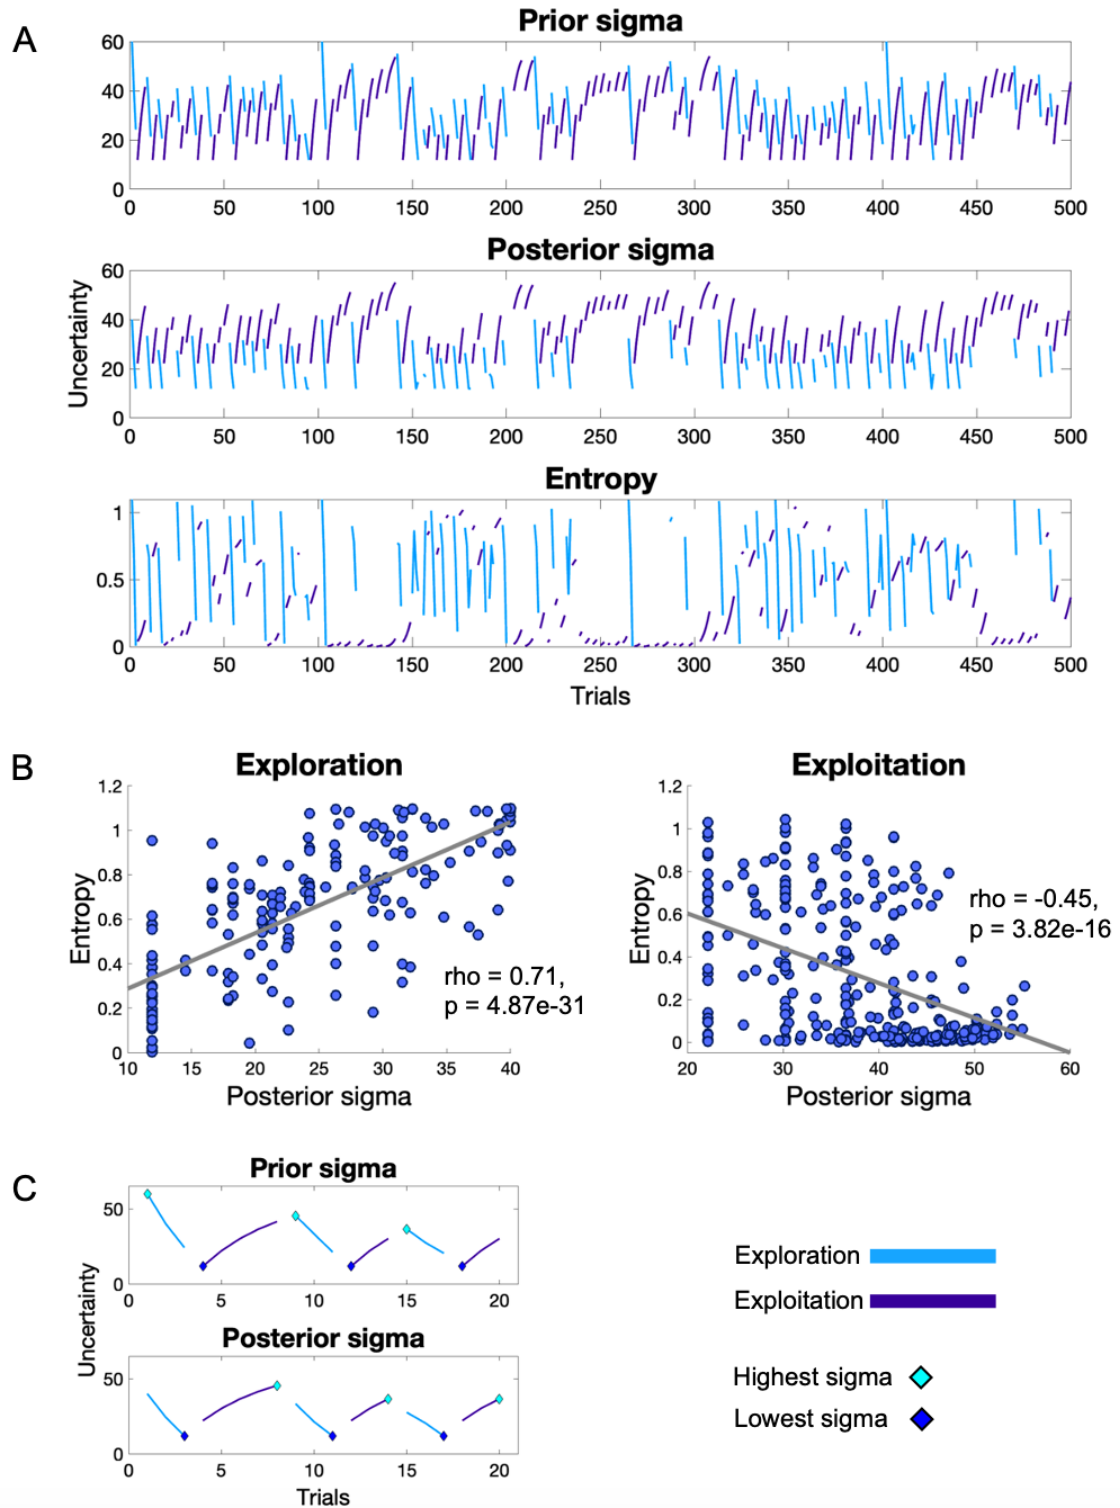 A
Prior sigma
60
40
20
0
0 50 100 150 200 250 300 350 400 450 500
Posterior sigma
60
40
20
0
0 50 100 150 200 250 300 350 400 450 500
Uncertainty
Entropy
1
0.5
0
0 50 100 150 200 250 300 350 400 450 500
Trials
B
Exploration
1.2
1
0.8
0.6
0.4
0.2
0
10 15 20 25 30 35 40
Entropy
Posterior sigma
rho = 0.71,
p = 4.87e-31
Exploitation
1.2
1
0.8
0.6
0.4
0.2
0
20 30 40 50 60
Entropy
Posterior sigma
rho = -0.45,
p = 3.82e-16
C
Prior sigma
50
0
0 5 10 15 20
Uncertainty
Posterior sigma
50
0
0 5 10 15 20
Trials
Exploration
Exploitation
Highest sigma
Lowest sigma